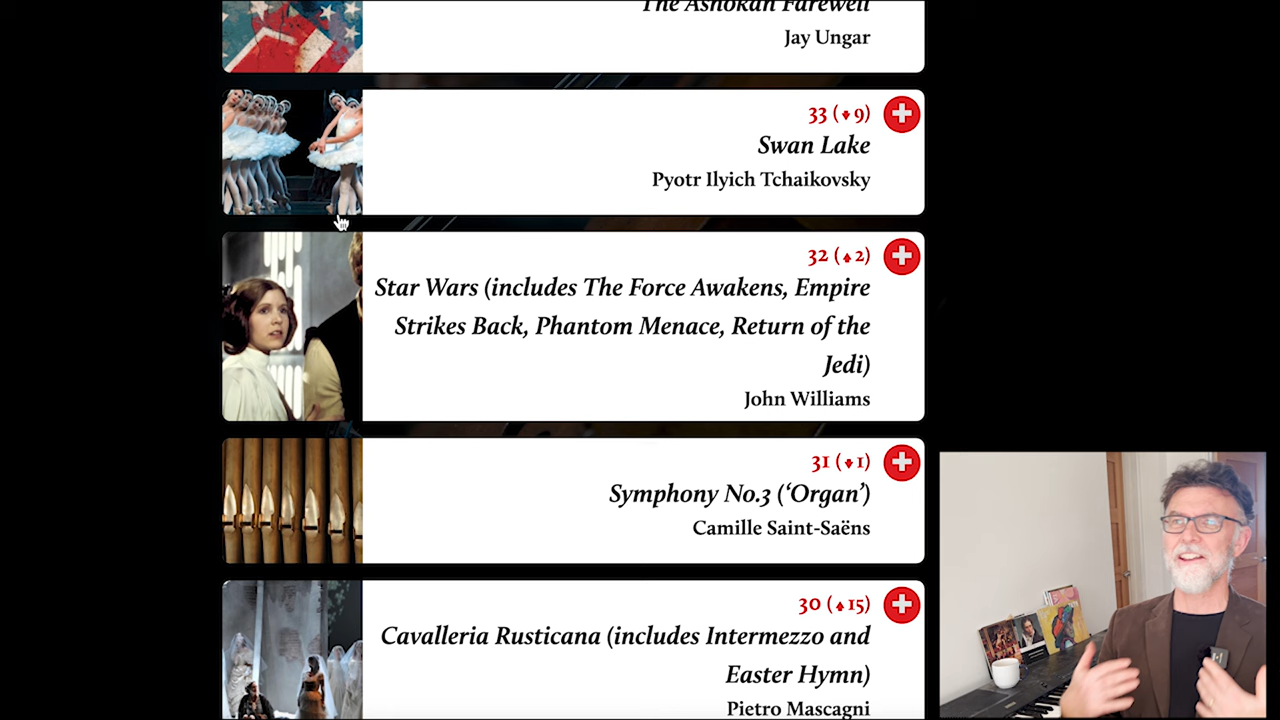 The Ashokan Farewell
Jay Ungar
33 (⬇9)
Swan Lake
Pyotr Ilyich Tchaikovsky
32 (⬆2)
Star Wars (includes The Force Awakens, Empire
Strikes Back, Phantom Menace, Return of the
Jedi)
John Williams
31 (⬇1)
Symphony No.3 (‘Organ’)
Camille Saint-Saëns
30 (⬆15)
Cavalleria Rusticana (includes Intermezzo and
Easter Hymn)
Pietro Mascagni